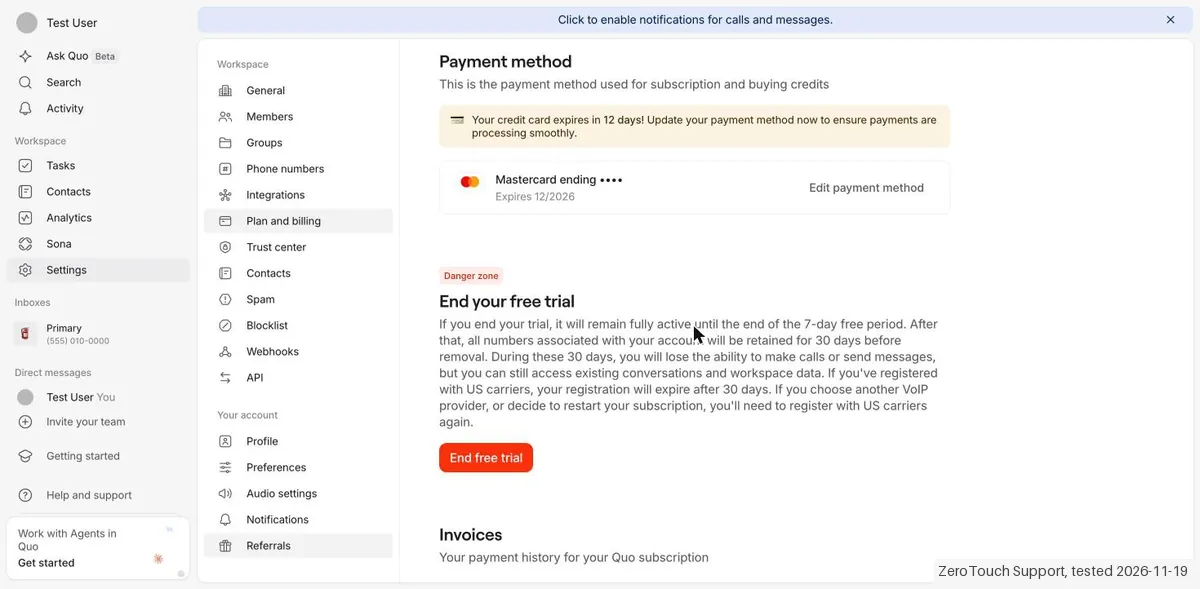 Test User
Click to enable notifications for calls and messages.
Ask Quo Beta
Search
Activity
Workspace
Tasks
Contacts
Analytics
Sona
Settings
Inboxes
Primary
(555) 010-0000
Direct messages
Test User You
Invite your team
Getting started
Help and support
Work with Agents in
Quo
Get started
Workspace
General
Members
Groups
Phone numbers
Integrations
Plan and billing
Trust center
Contacts
Spam
Blocklist
Webhooks
API
Your account
Profile
Preferences
Audio settings
Notifications
Referrals
Payment method
This is the payment method used for subscription and buying credits
Your credit card expires in 12 days! Update your payment method now to ensure payments are
processing smoothly.
Mastercard ending ••••
Expires 12/2026
Edit payment method
Danger zone
End your free trial
If you end your trial, it will remain fully active until the end of the 7-day free period. After
that, all numbers associated with your account will be retained for 30 days before
removal. During these 30 days, you will lose the ability to make calls or send messages,
but you can still access existing conversations and workspace data. If you've registered
with US carriers, your registration will expire after 30 days. If you choose another VoIP
provider, or decide to restart your subscription, you'll need to register with US carriers
again.
End free trial
Invoices
Your payment history for your Quo subscription
ZeroTouch Support, tested 2026-11-19